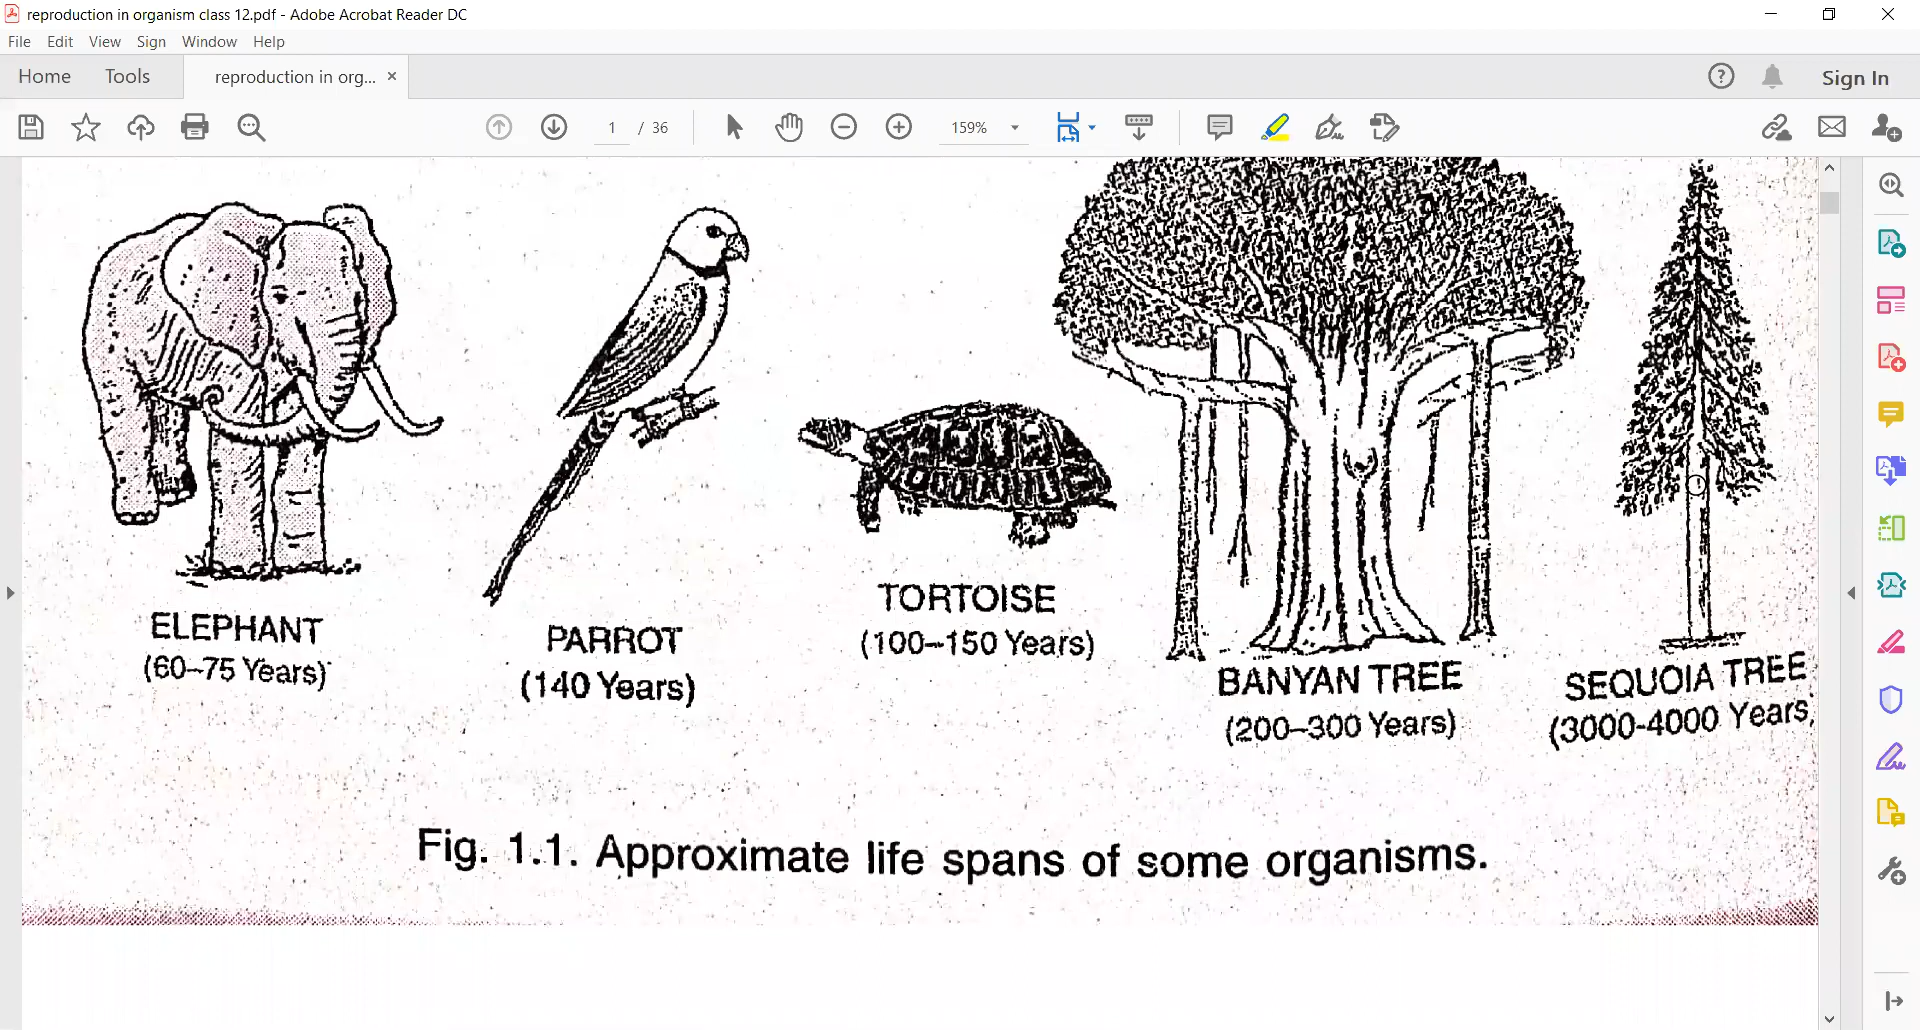 reproduction in organism class 12.pdf - Adobe Acrobat Reader DC
File Edit View Sign Window Help
Home Tools reproduction in org... × Sign In
1 / 36 159%
ELEPHANT
(60–75 Years)
PARROT
(140 Years)
TORTOISE
(100–150 Years)
BANYAN TREE
(200–300 Years)
SEQUOIA TREE
(3000-4000 Years)
Fig. 1.1. Approximate life spans of some organisms.